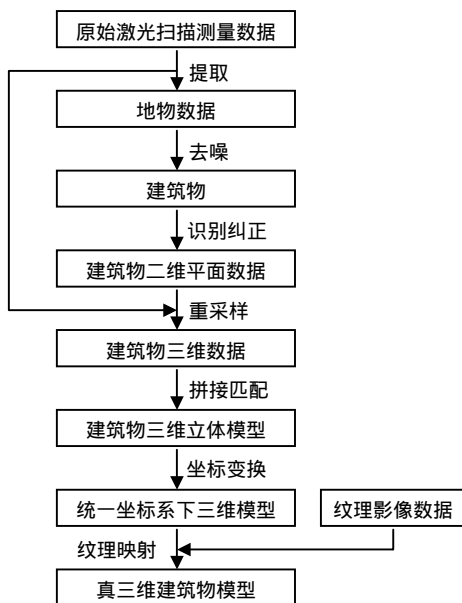 原始激光扫描测量数据
提取
地物数据
去噪
建筑物
识别纠正
建筑物二维平面数据
重采样
建筑物三维数据
拼接匹配
建筑物三维立体模型
坐标变换
统一坐标系下三维模型
纹理影像数据
纹理映射
真三维建筑物模型